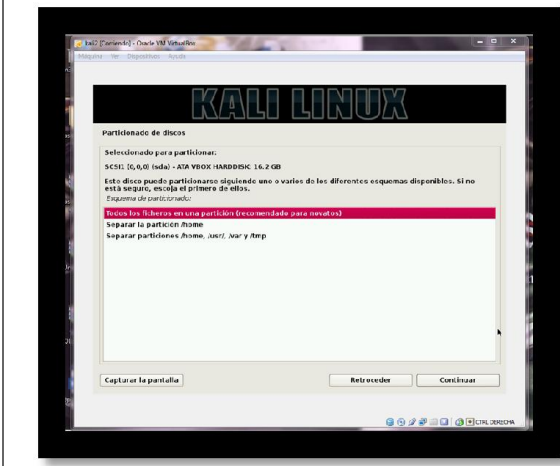 kali2 [Corriendo] - Oracle VM VirtualBox
Máquina Ver Dispositivos Ayuda
KALI LINUX
Particionado de discos
Seleccionado para particionar:
SCSI1 (0,0,0) (sda) - ATA VBOX HARDDISK: 16.2 GB
Este disco puede particionarse siguiendo uno o varios de los diferentes esquemas disponibles. Si no
está seguro, escoja el primero de ellos.
Esquema de particionado:
Todos los ficheros en una partición (recomendado para novatos)
Separar la partición /home
Separar particiones /home, /usr/, /var y /tmp
Capturar la pantalla
Retroceder
Continuar
CTRL DERECHA